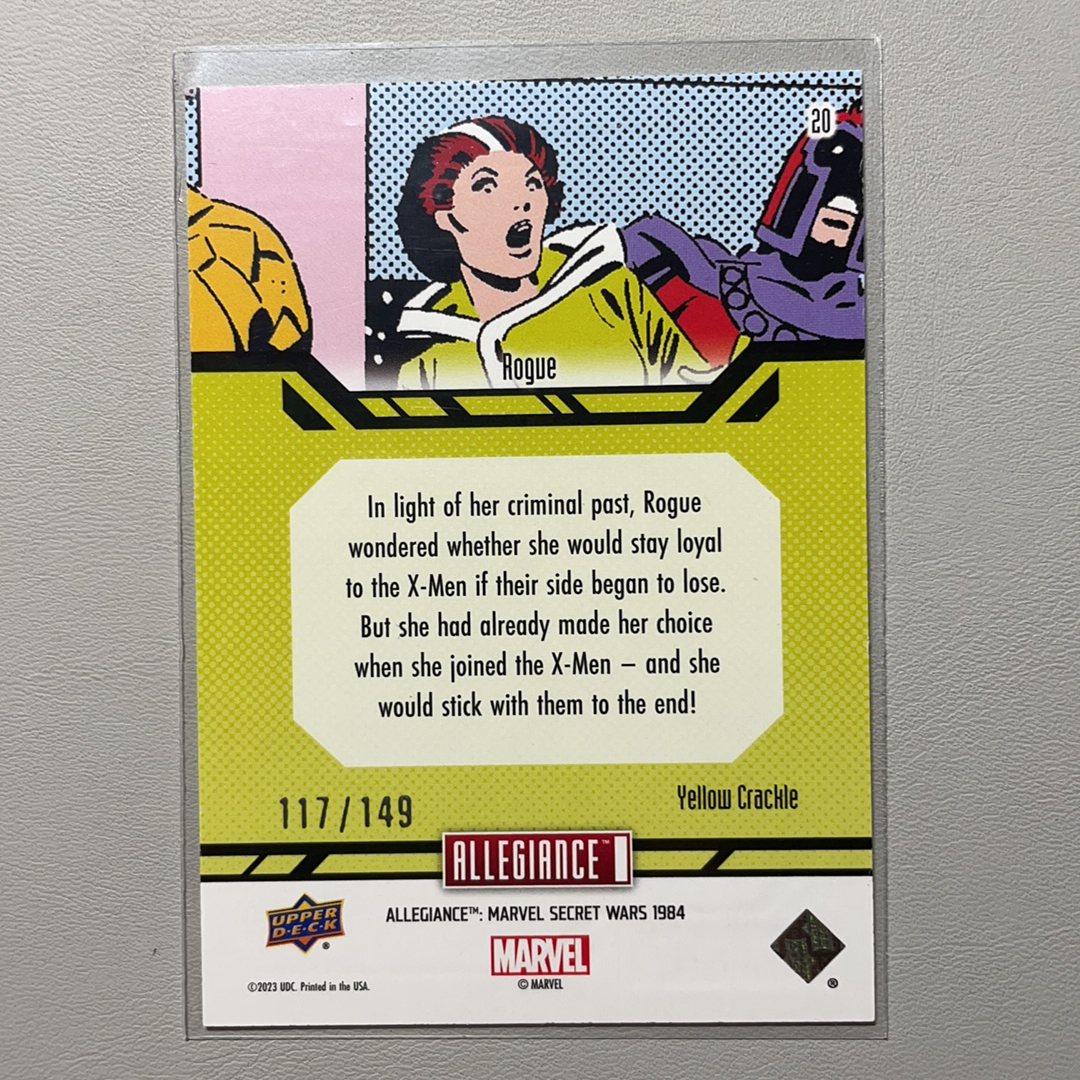 20
Rogue
In light of her criminal past, Rogue
wondered whether she would stay loyal
to the X-Men if their side began to lose.
But she had already made her choice
when she joined the X-Men – and she
would stick with them to the end!
117/149
Yellow Crackle
ALLEGIANCE™
UPPER
D·E·C·K
®
ALLEGIANCE™: MARVEL SECRET WARS 1984
MARVEL
© MARVEL
©2023 UDC. Printed in the USA.
®